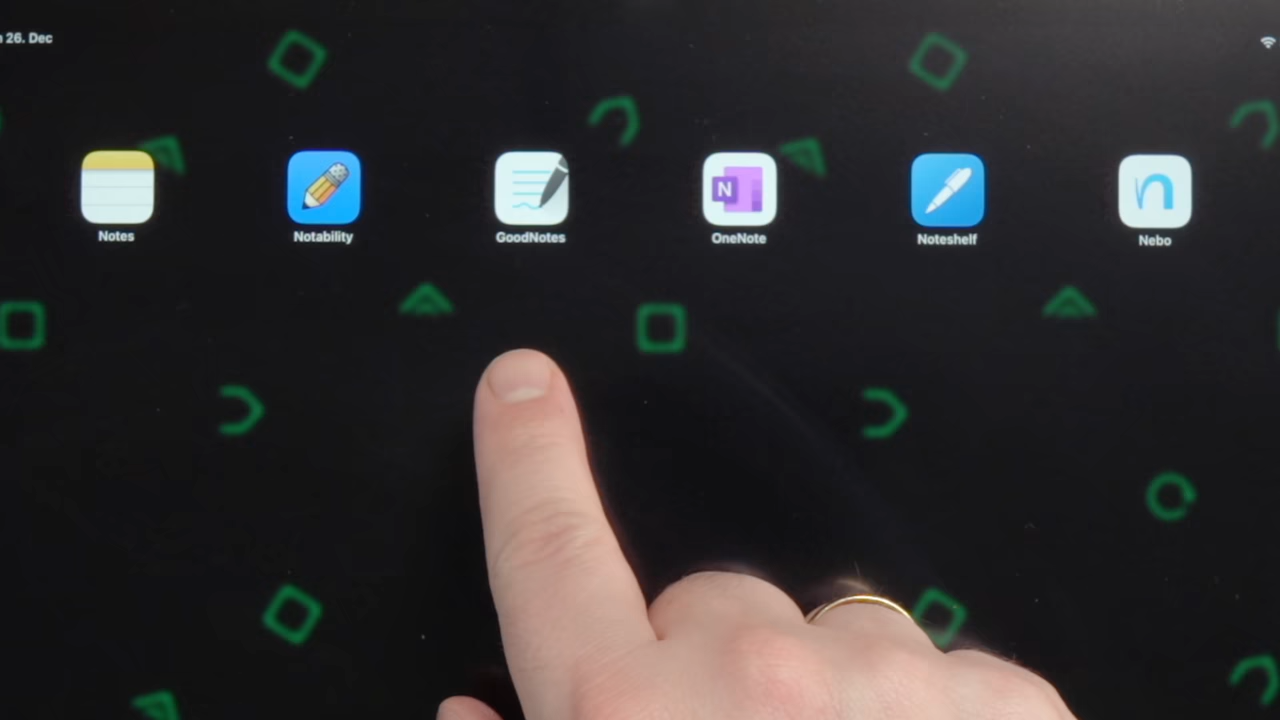 26. Dec
Notes
Notability
GoodNotes
N
OneNote
Noteshelf
n
Nebo